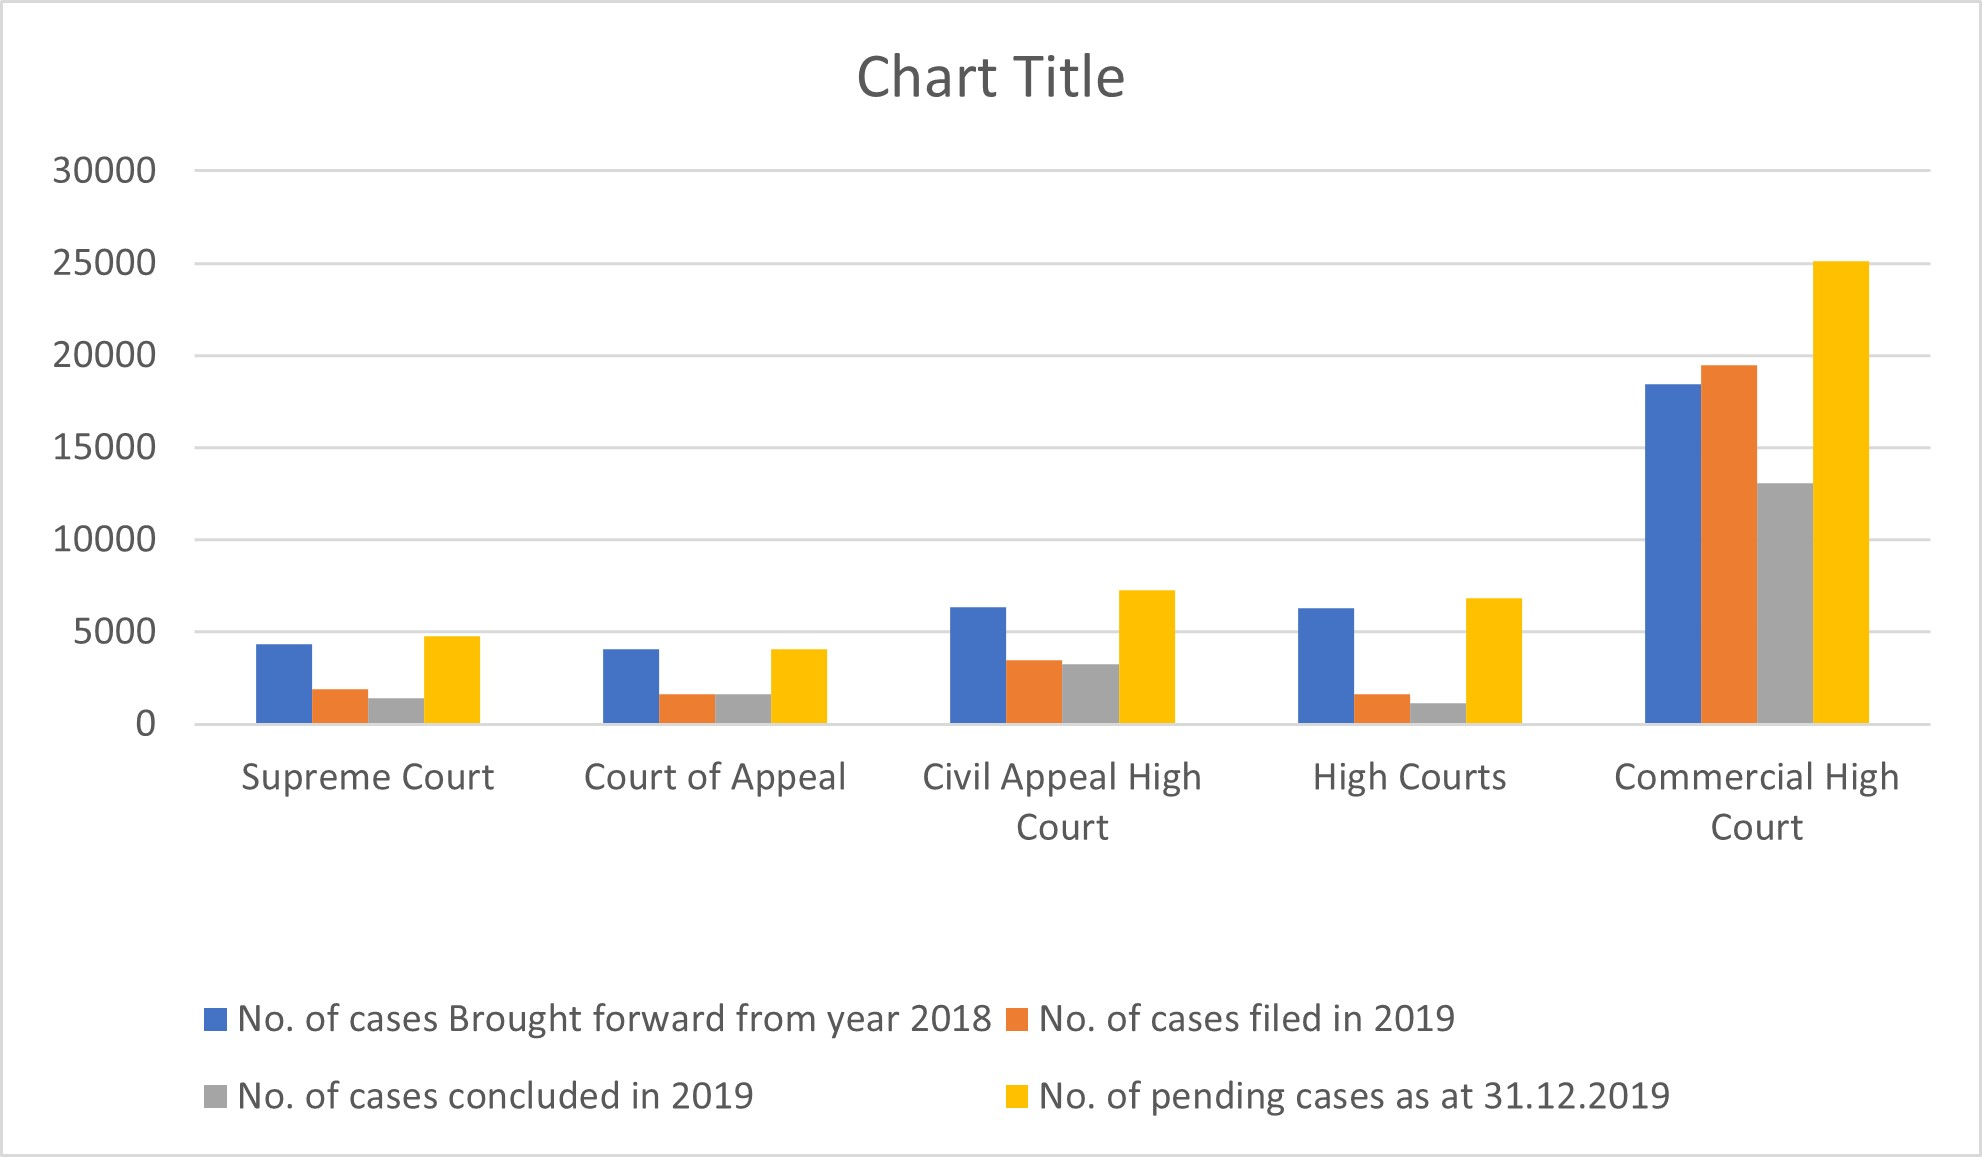 Chart Title
30000
25000
20000
15000
10000
5000
0
Supreme Court
Court of Appeal
Civil Appeal High
Court
High Courts
Commercial High
Court
No. of cases Brought forward from year 2018
No. of cases filed in 2019
No. of cases concluded in 2019
No. of pending cases as at 31.12.2019